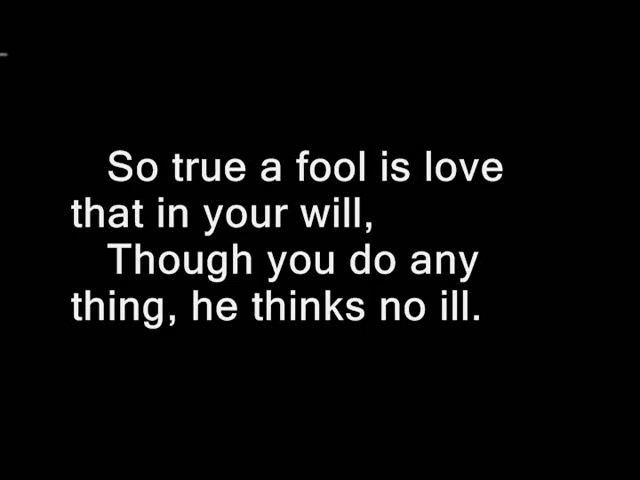 So true a fool is love
that in your will,
Though you do any
thing, he thinks no ill.